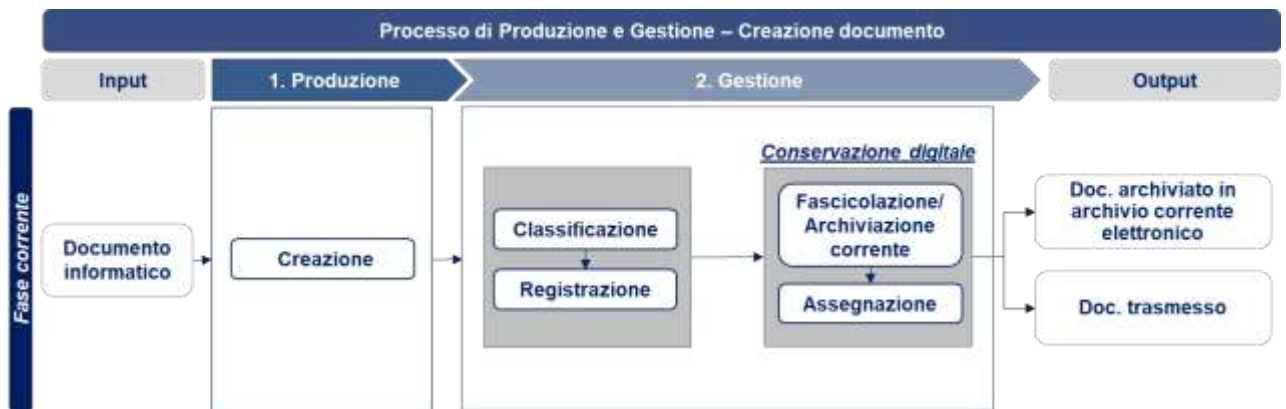 Processo di Produzione e Gestione – Creazione documento
Input
1. Produzione
2. Gestione
Output
Fase corrente
Documento
informatico
Creazione
Classificazione
Registrazione
Conservazione digitale
Fascicolazione/
Archiviazione
corrente
Assegnazione
Doc. archiviato in
archivio corrente
elettronico
Doc. trasmesso